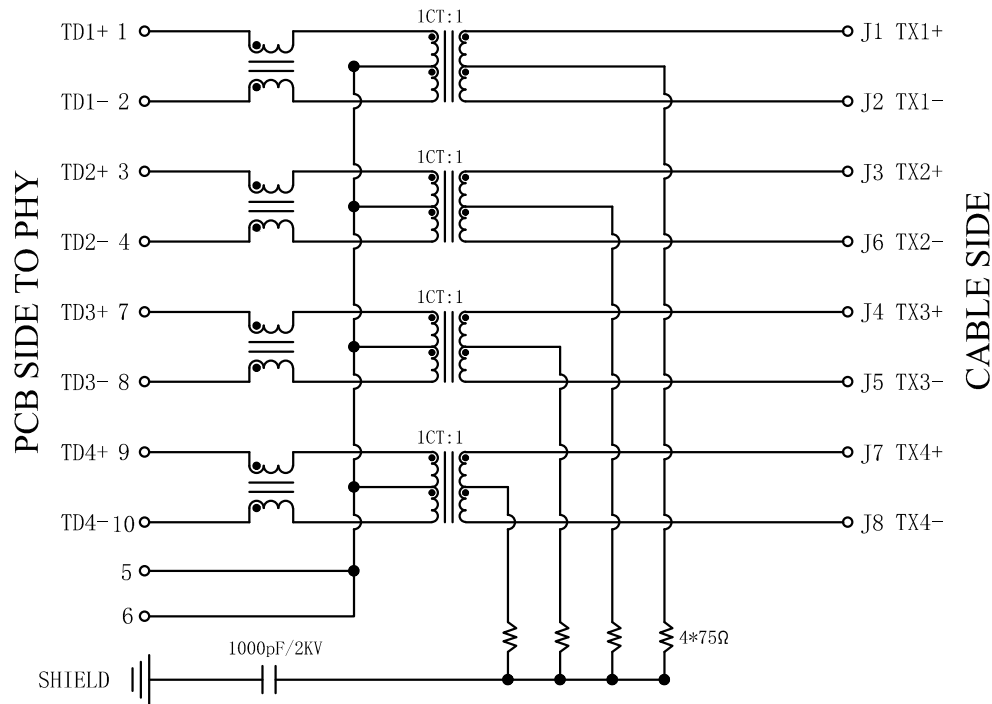 1CT:1
TD1+ 1
J1 TX1+
TD1- 2
J2 TX1-
1CT:1
TD2+ 3
J3 TX2+
TD2- 4
J6 TX2-
PCB SIDE TO PHY
CABLE SIDE
1CT:1
TD3+ 7
J4 TX3+
TD3- 8
J5 TX3-
1CT:1
TD4+ 9
J7 TX4+
TD4- 10
J8 TX4-
5
6
4*75Ω
1000pF/2KV
SHIELD